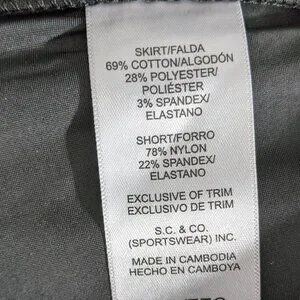 SKIRT/FALDA
69% COTTON/ALGODÓN
28% POLYESTER/
POLIÉSTER
3% SPANDEX/
ELASTANO
SHORT/FORRO
78% NYLON
22% SPANDEX/
ELASTANO
EXCLUSIVE OF TRIM
EXCLUSIVO DE TRIM
S.C. & CO.
(SPORTSWEAR) INC.
MADE IN CAMBODIA
HECHO EN CAMBOYA